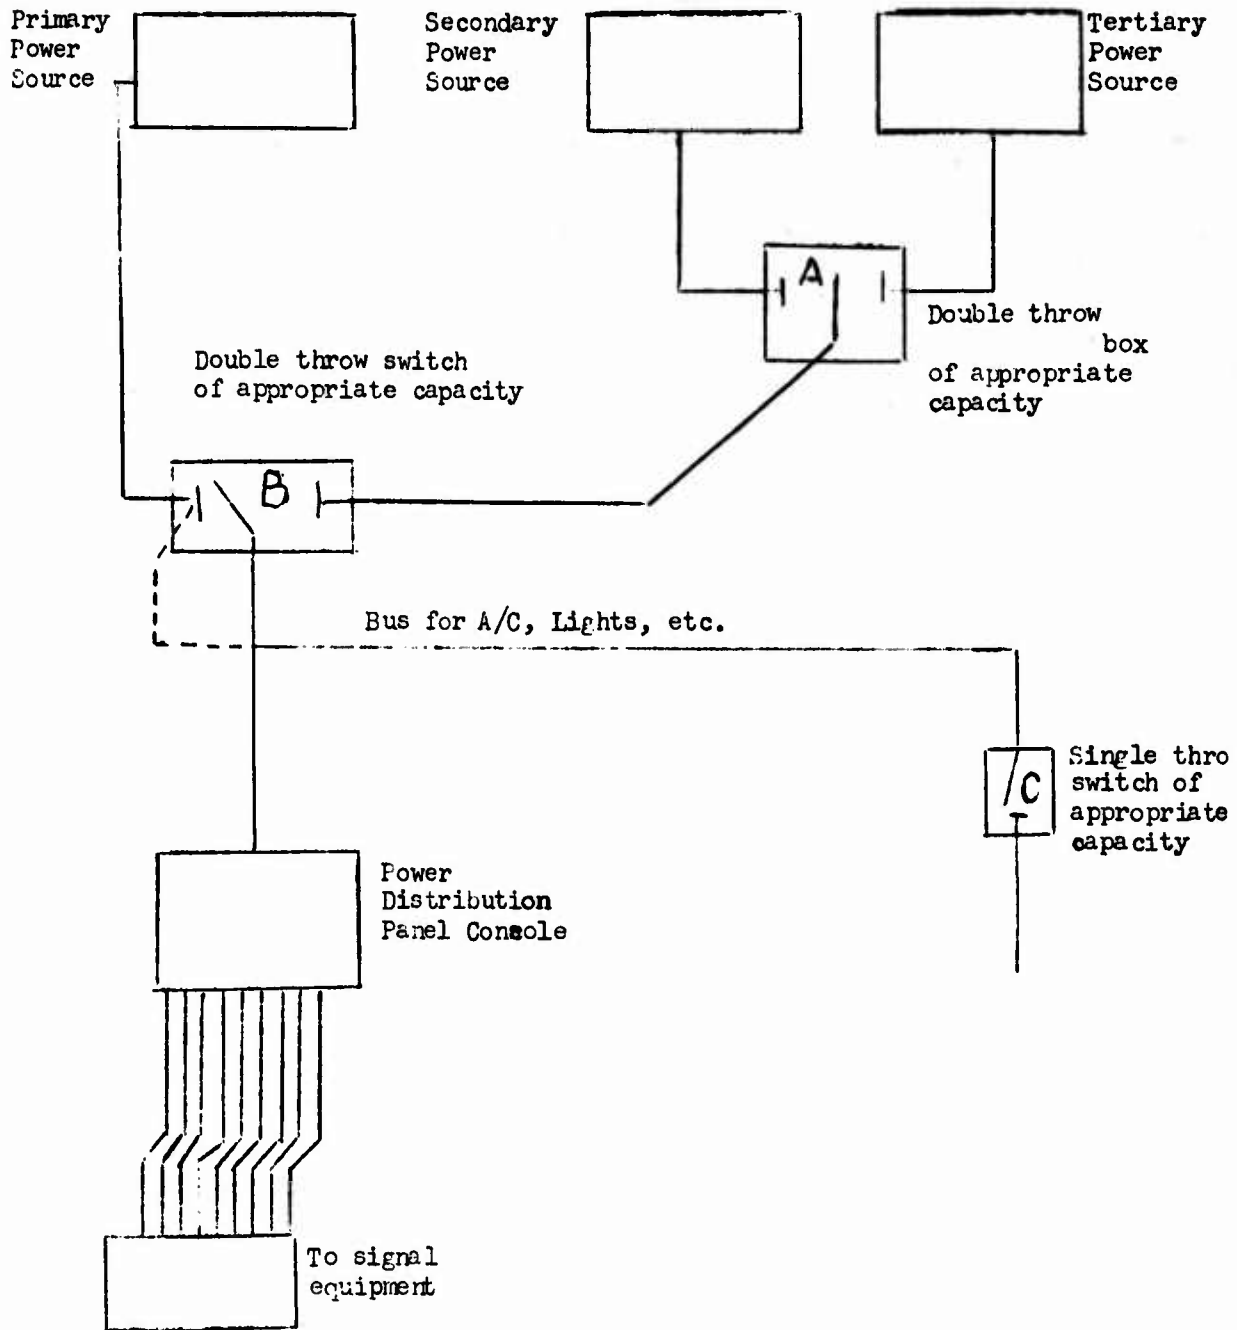 Primary
Power
Source
Secondary
Power
Source
Tertiary
Power
Source
A
Double throw
box
of appropriate
capacity
Double throw switch
of appropriate capacity
B
Bus for A/C, Lights, etc.
C
Single thro
switch of
appropriate
capacity
Power
Distribution
Panel Console
To signal
equipment